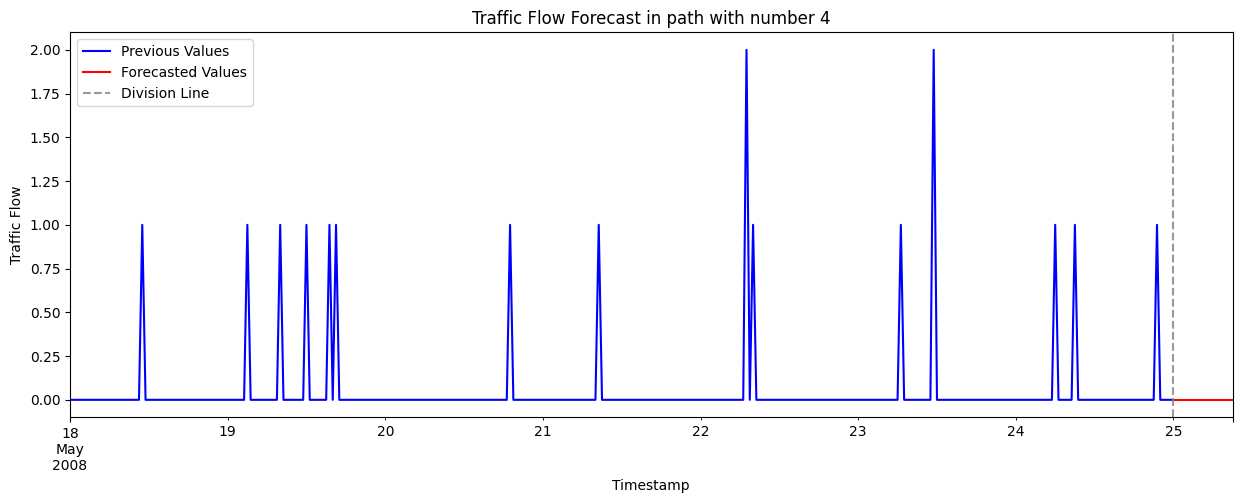 Traffic Flow Forecast in path with number 4
Previous Values
Forecasted Values
Division Line
2.00
1.75
1.50
1.25
1.00
0.75
0.50
0.25
0.00
Traffic Flow
18 19 20 21 22 23 24 25
May
2008
Timestamp